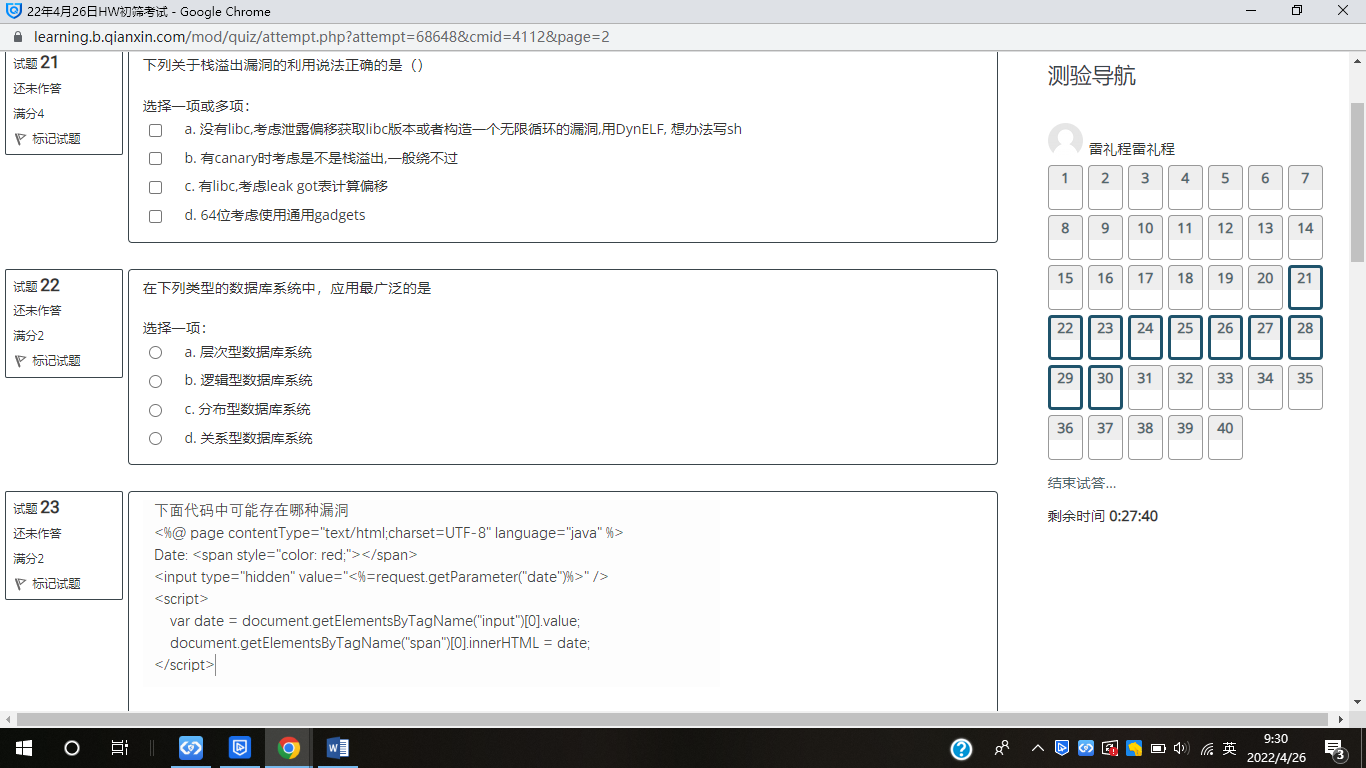 22年4月26日HW初筛考试 - Google Chrome
learning.b.qianxin.com/mod/quiz/attempt.php?attempt=68648&cmid=4112&page=2
试题 21
还未作答
满分4
标记试题
下列关于栈溢出漏洞的利用说法正确的是（）
选择一项或多项：
a. 没有libc,考虑泄露偏移获取libc版本或者构造一个无限循环的漏洞,用DynELF, 想办法写sh
b. 有canary时考虑是不是栈溢出,一般绕不过
c. 有libc,考虑leak got表计算偏移
d. 64位考虑使用通用gadgets
试题 22
还未作答
满分2
标记试题
在下列类型的数据库系统中，应用最广泛的是
选择一项：
a. 层次型数据库系统
b. 逻辑型数据库系统
c. 分布型数据库系统
d. 关系型数据库系统
试题 23
还未作答
满分2
标记试题
下面代码中可能存在哪种漏洞
<%@ page contentType="text/html;charset=UTF-8" language="java" %>
Date: <span style="color: red;"></span>
<input type="hidden" value="<%=request.getParameter("date")%>" />
<script>
var date = document.getElementsByTagName("input")[0].value;
document.getElementsByTagName("span")[0].innerHTML = date;
</script>
测验导航
雷礼程雷礼程
1 2 3 4 5 6 7
8 9 10 11 12 13 14
15 16 17 18 19 20 21
22 23 24 25 26 27 28
29 30 31 32 33 34 35
36 37 38 39 40
结束试答...
剩余时间 0:27:40
英
9:30
2022/4/26
3